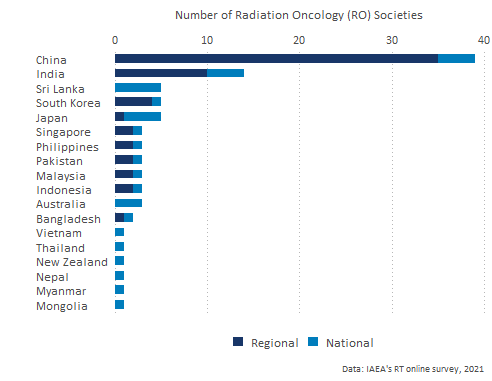 Number of Radiation Oncology (RO) Societies
0 10 20 30 40
China
India
Sri Lanka
South Korea
Japan
Singapore
Philippines
Pakistan
Malaysia
Indonesia
Australia
Bangladesh
Vietnam
Thailand
New Zealand
Nepal
Myanmar
Mongolia
Regional National
Data: IAEA's RT online survey, 2021